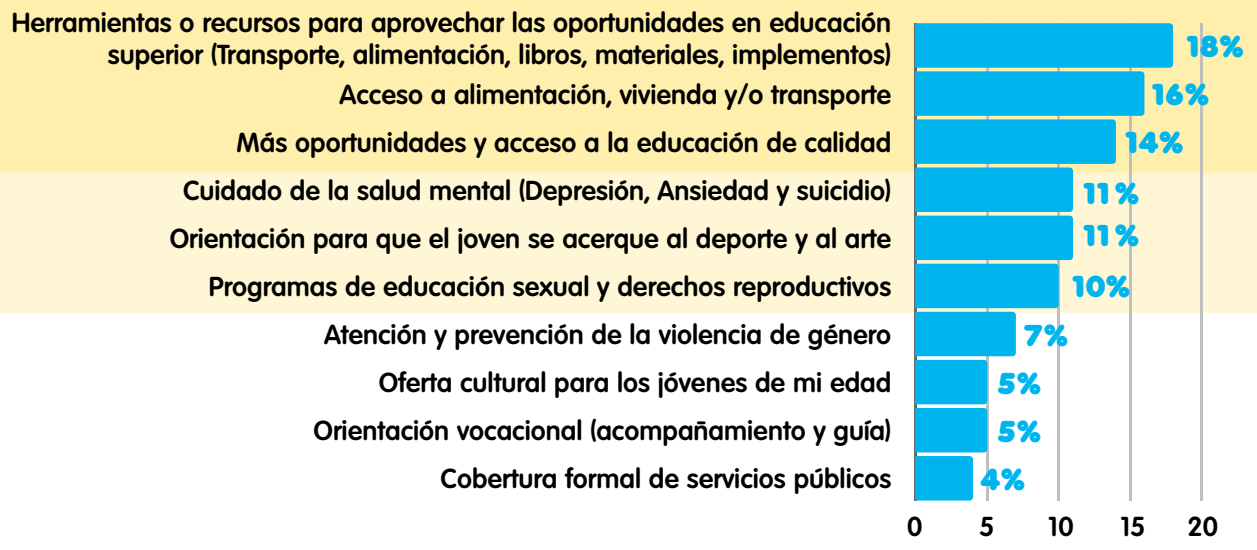 Herramientas o recursos para aprovechar las oportunidades en educación
superior (Transporte, alimentación, libros, materiales, implementos)
18%
Acceso a alimentación, vivienda y/o transporte
16%
Más oportunidades y acceso a la educación de calidad
14%
Cuidado de la salud mental (Depresión, Ansiedad y suicidio)
11%
Orientación para que el joven se acerque al deporte y al arte
11%
Programas de educación sexual y derechos reproductivos
10%
Atención y prevención de la violencia de género
7%
Oferta cultural para los jóvenes de mi edad
5%
Orientación vocacional (acompañamiento y guía)
5%
Cobertura formal de servicios públicos
4%
0 5 10 15 20